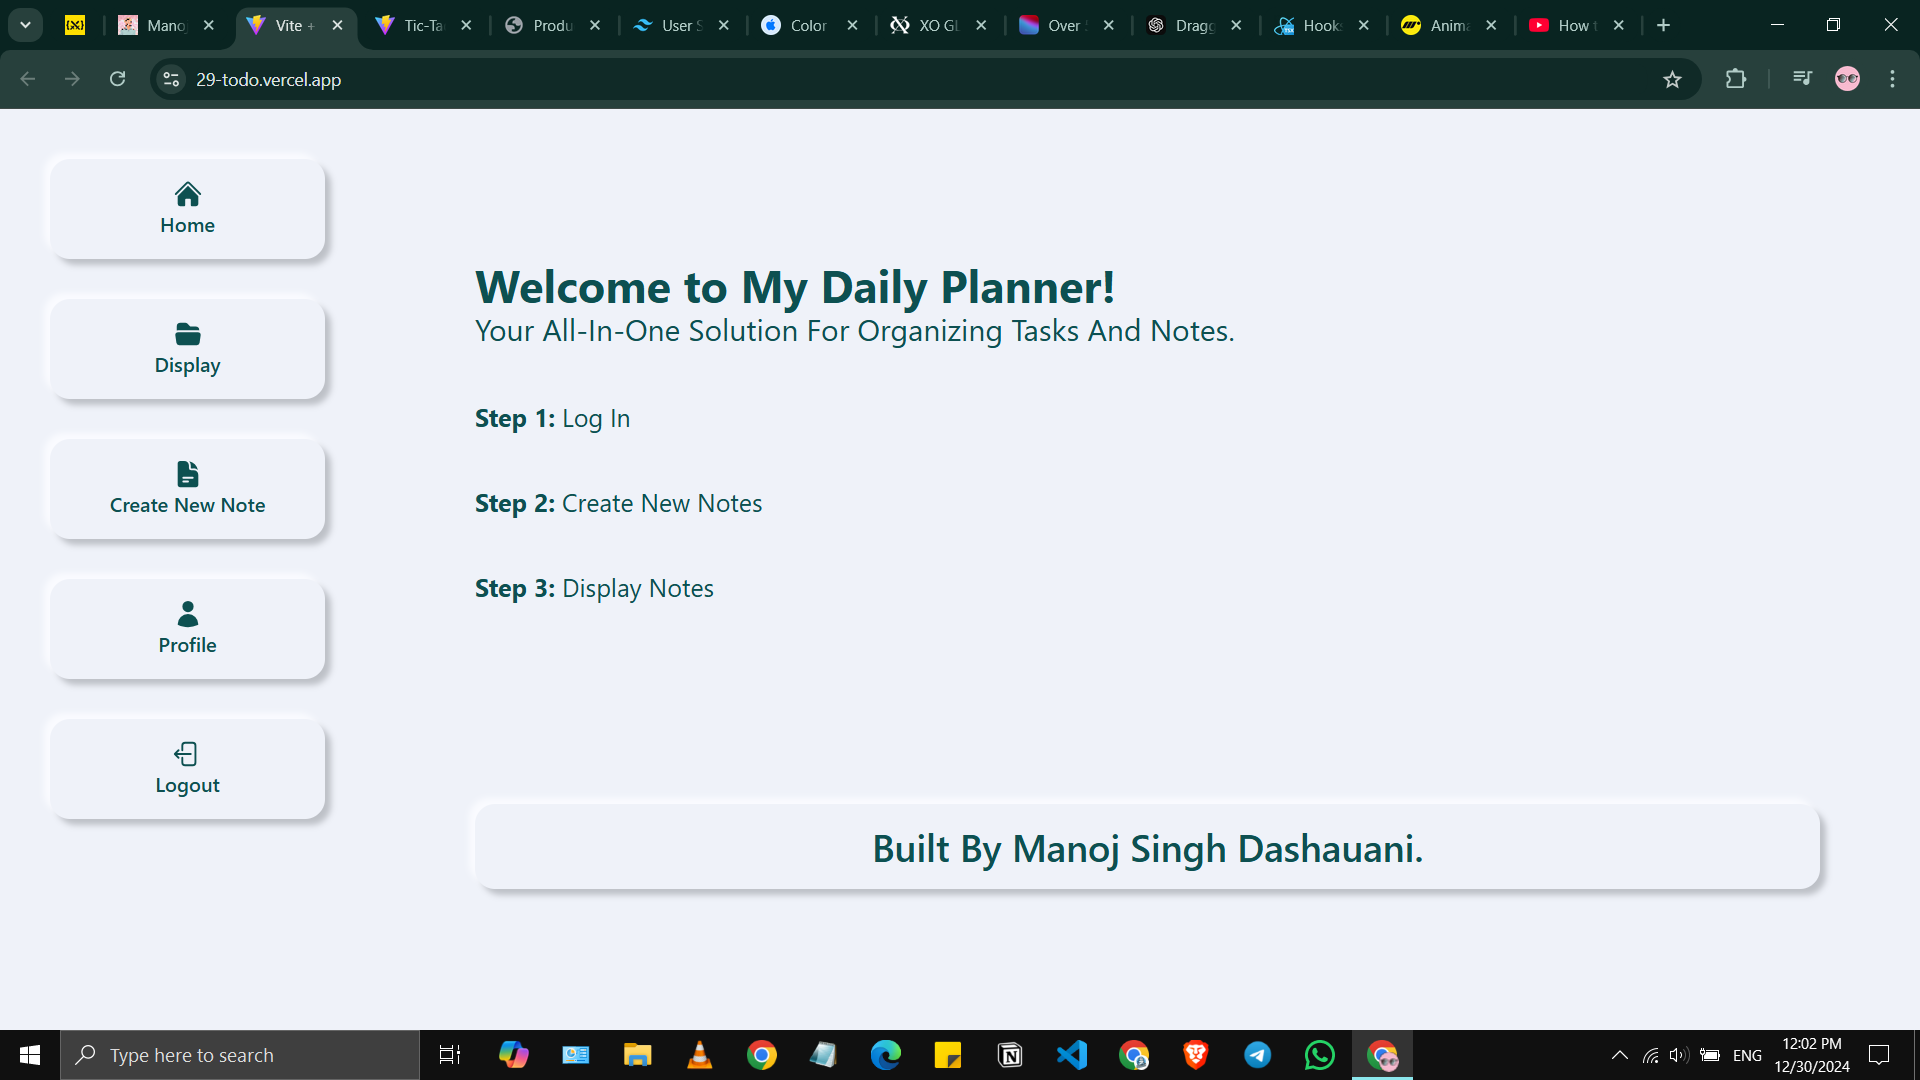 Mano
Vite +
Tic-Ta
Produ
User S
Color
XO Gl
Over
Dragg
Hook
Anima
How t
29-todo.vercel.app
Home
Display
Create New Note
Profile
Logout
Welcome to My Daily Planner!
Your All-In-One Solution For Organizing Tasks And Notes.
Step 1: Log In
Step 2: Create New Notes
Step 3: Display Notes
Built By Manoj Singh Dashauani.
Type here to search
ENG
12:02 PM
12/30/2024